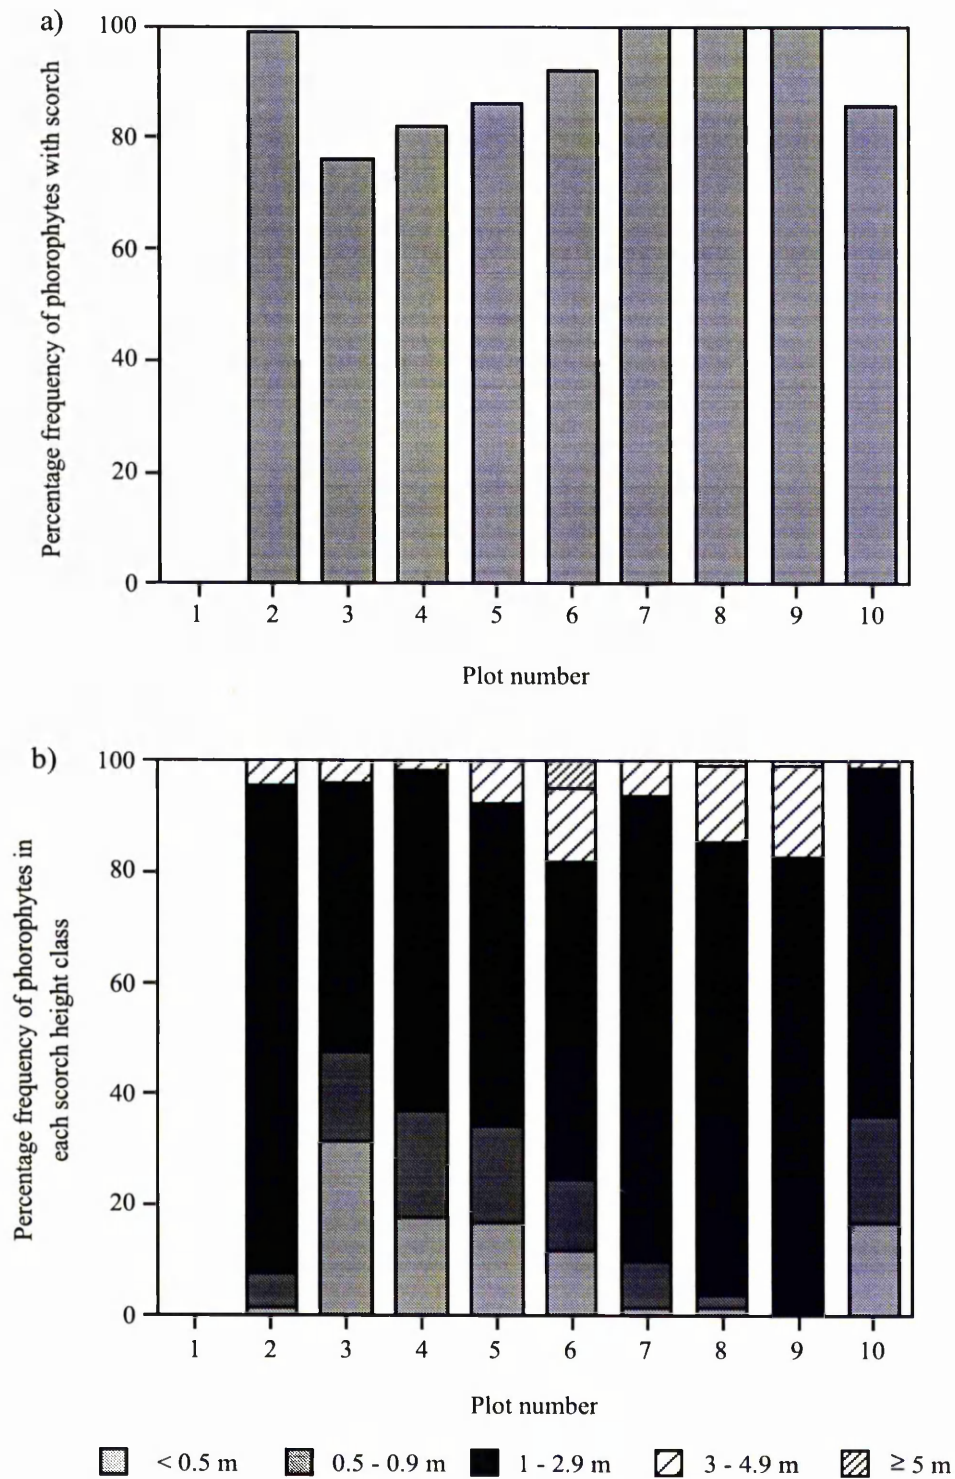 a)
Percentage frequency of phorophytes with scorch
100
80
60
40
20
0
1 2 3 4 5 6 7 8 9 10
Plot number
b)
Percentage frequency of phorophytes in
each scorch height class
100
80
60
40
20
0
1 2 3 4 5 6 7 8 9 10
Plot number
< 0.5 m 0.5 - 0.9 m 1 - 2.9 m 3 - 4.9 m ≥ 5 m